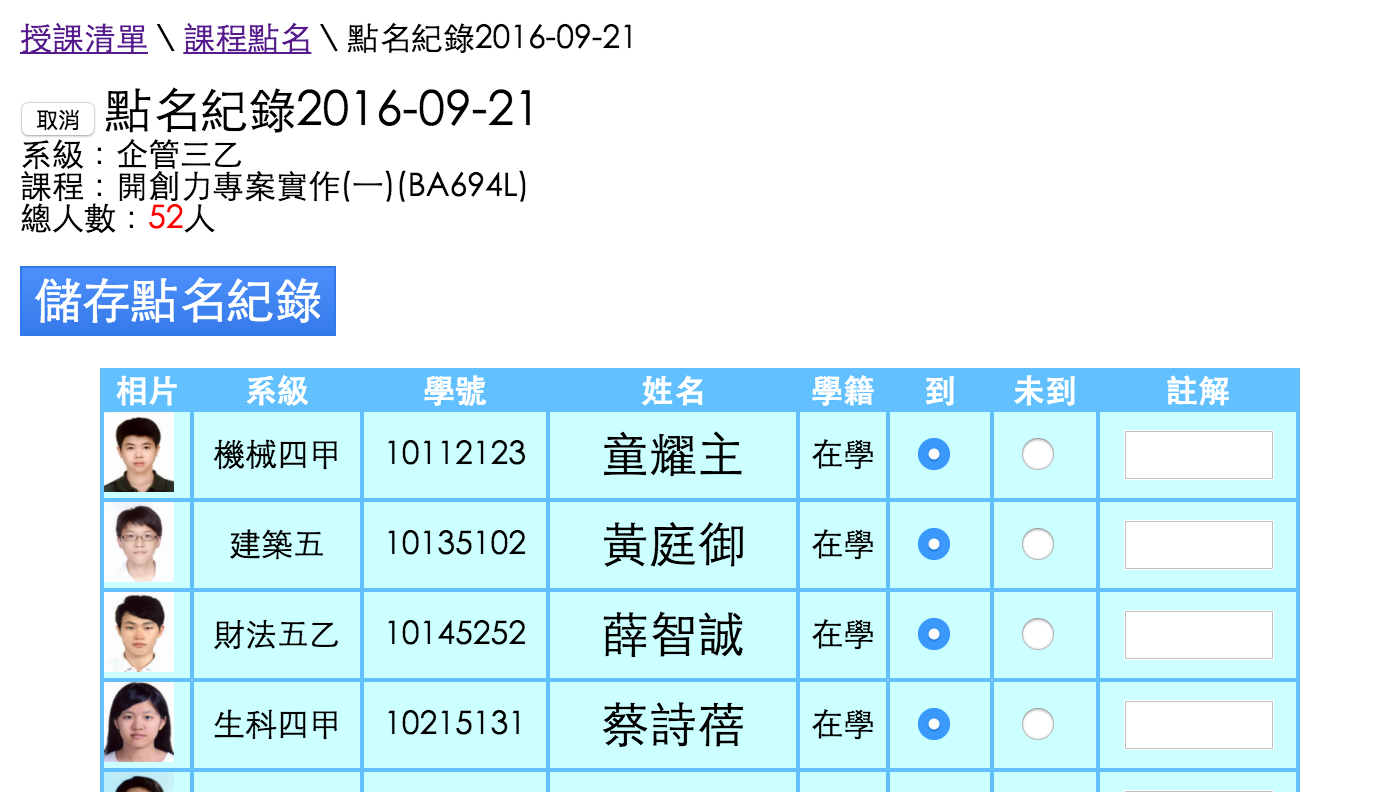 授課清單 \ 課程點名 \ 點名紀錄2016-09-21
取消 點名紀錄2016-09-21
系級：企管三乙
課程：開創力專案實作(一)(BA694L)
總人數：52人
儲存點名紀錄
相片 系級 學號 姓名 學籍 到 未到 註解
機械四甲 10112123 童耀主 在學
建築五 10135102 黃庭御 在學
財法五乙 10145252 薛智誠 在學
生科四甲 10215131 蔡詩蓓 在學